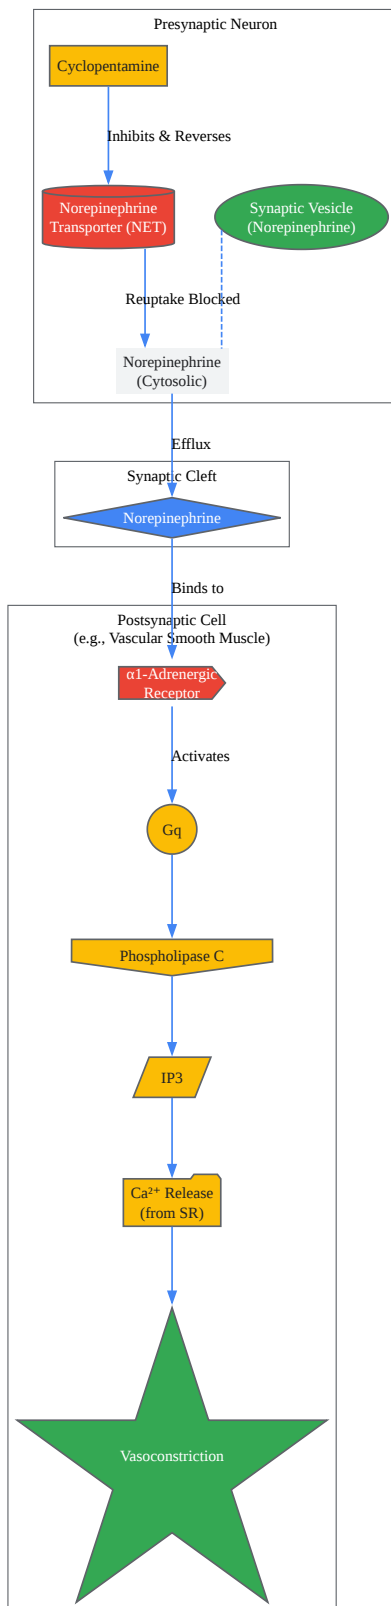 Presynaptic Neuron
Cyclopentamine
Inhibits & Reverses
Norepinephrine
Transporter (NET)
Synaptic Vesicle
(Norepinephrine)
Reuptake Blocked
Norepinephrine
(Cytosolic)
Efflux
Synaptic Cleft
Norepinephrine
Binds to
Postsynaptic Cell
(e.g., Vascular Smooth Muscle)
α1-Adrenergic
Receptor
Activates
Gq
Phospholipase C
IP3
Ca²⁺ Release
(from SR)
Vasoconstriction